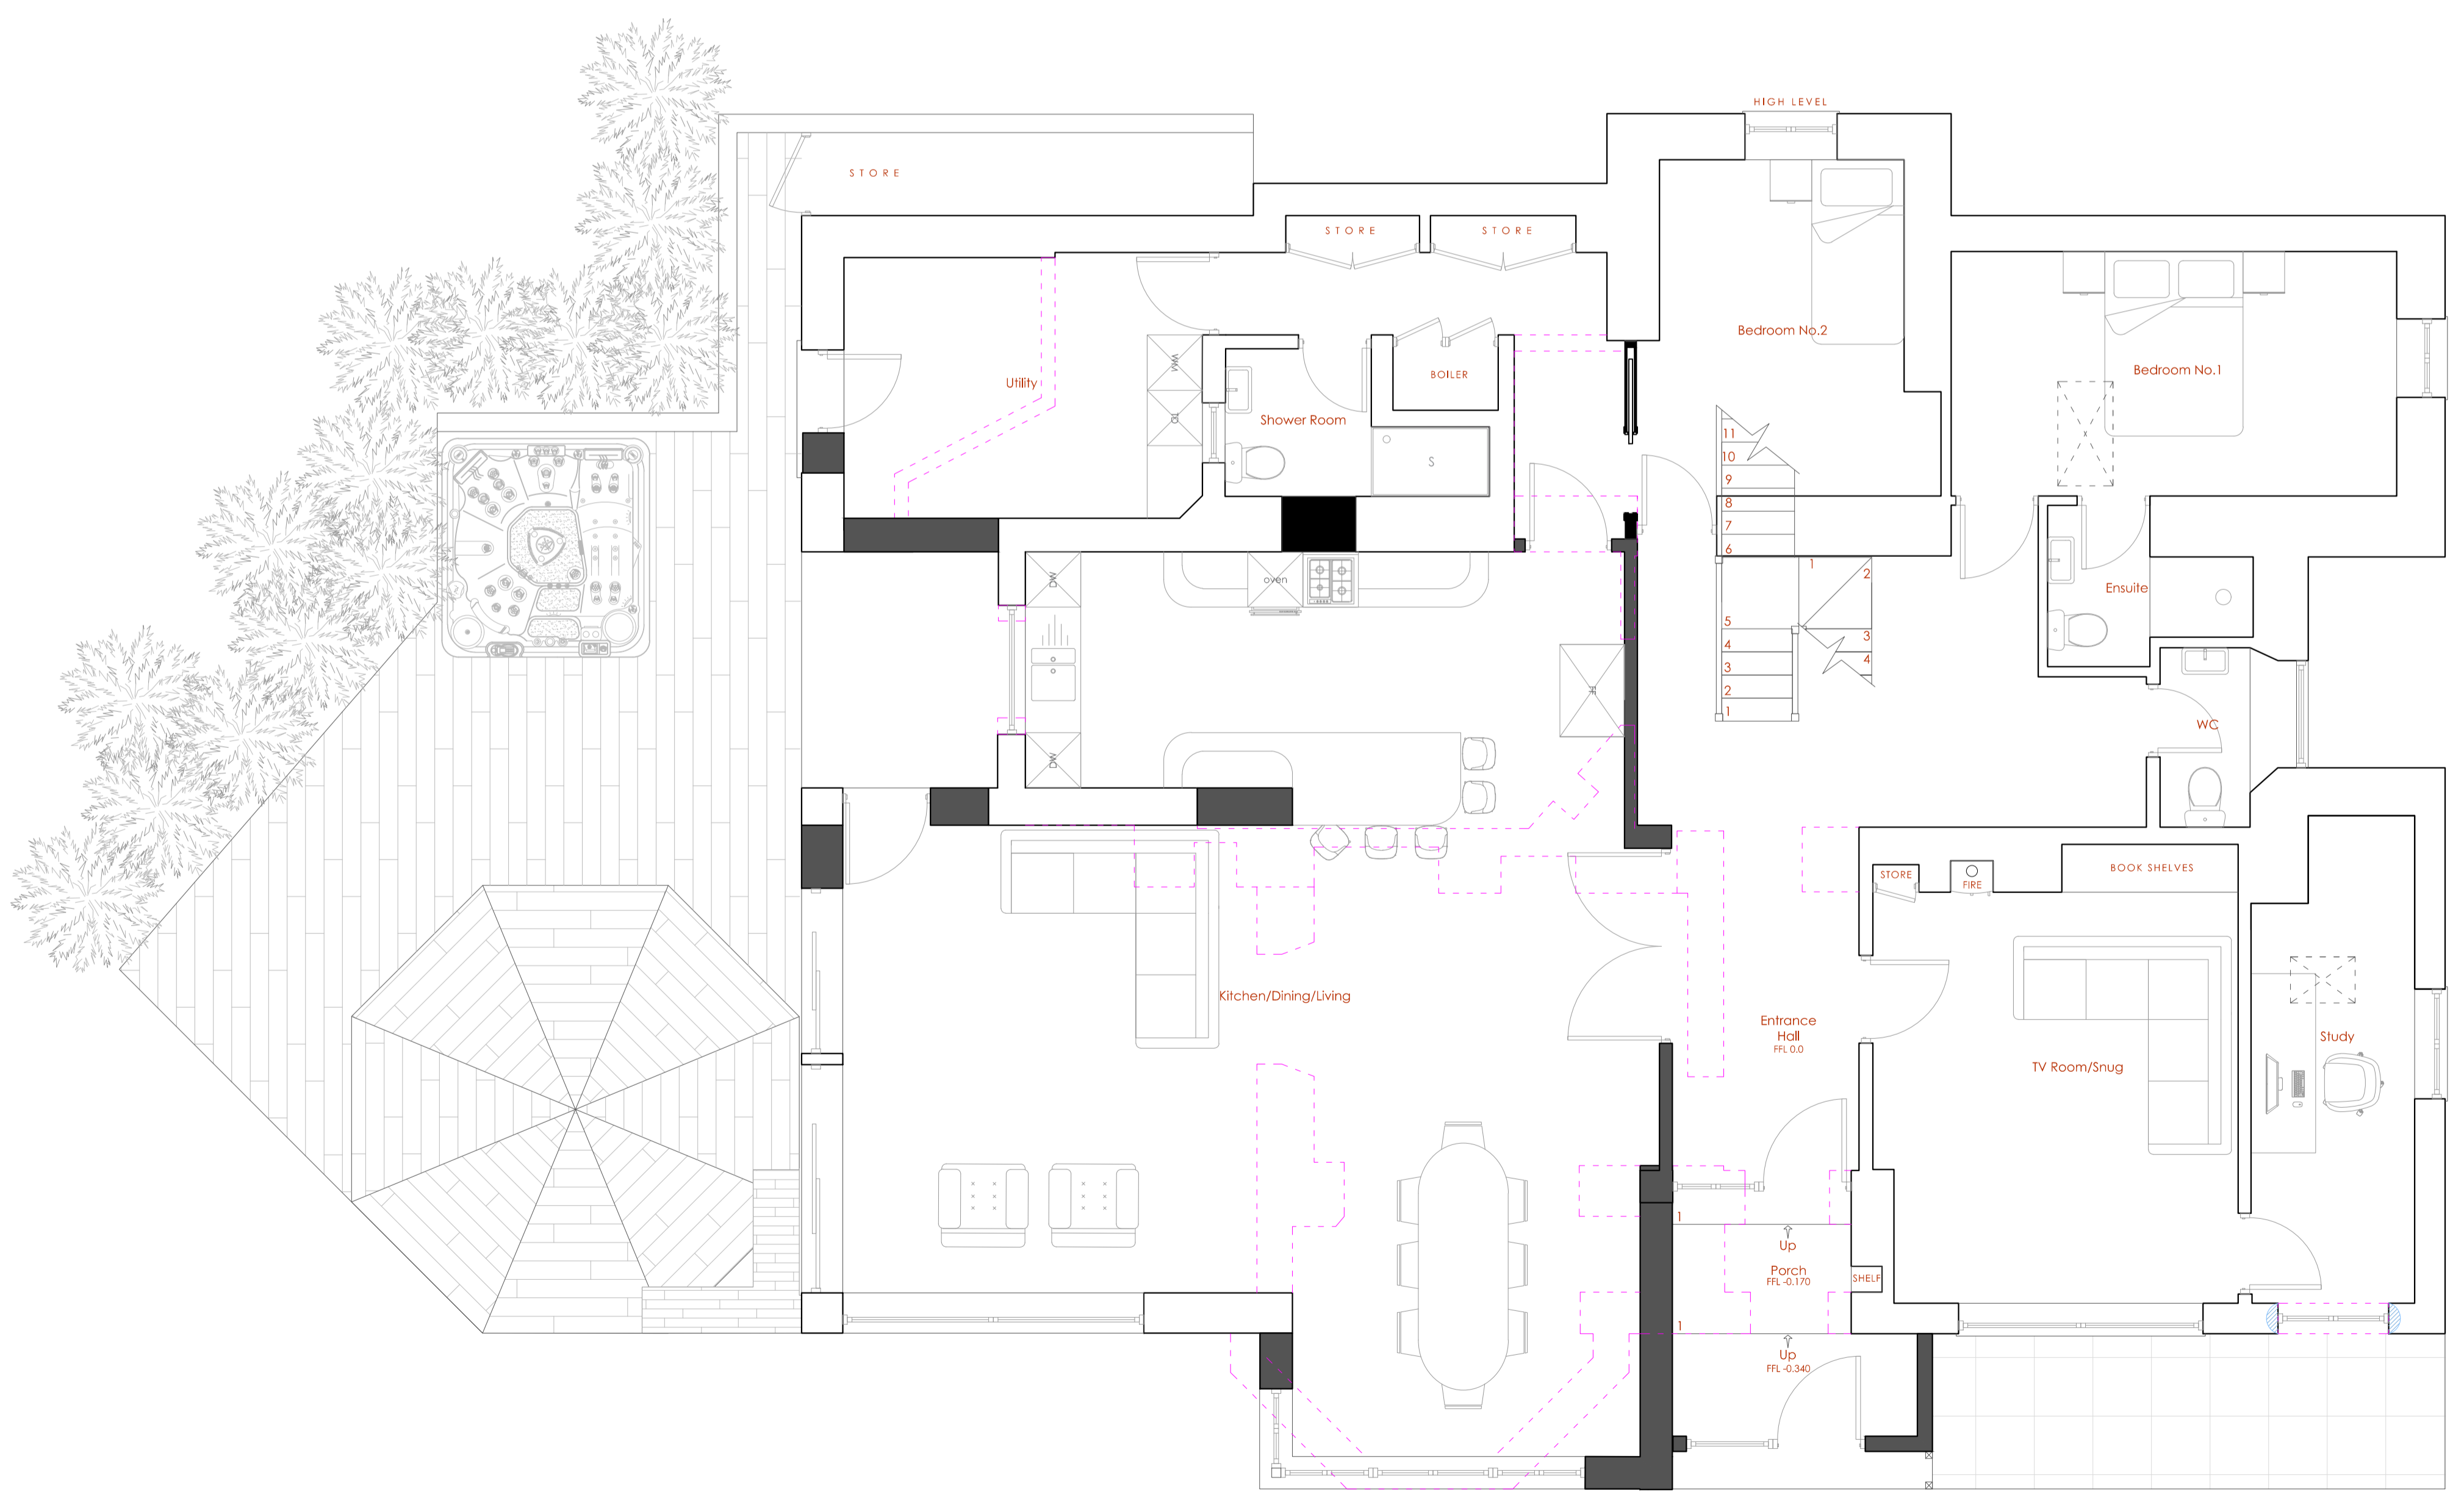 HIGH LEVEL
STORE
STORE
STORE
Bedroom No.2
Bedroom No.1
Utility
WM
TD
BOILER
Shower Room
S
11
10
9
8
7
6
1
2
5
3
4
4
3
2
1
DW
oven
Ensuite
FF
WC
DW
STORE
FIRE
BOOK SHELVES
Kitchen/Dining/Living
Entrance
Hall
FFL 0.0
Study
TV Room/Snug
1
Up
Porch
FFL -0.170
SHELF
1
Up
FFL -0.340